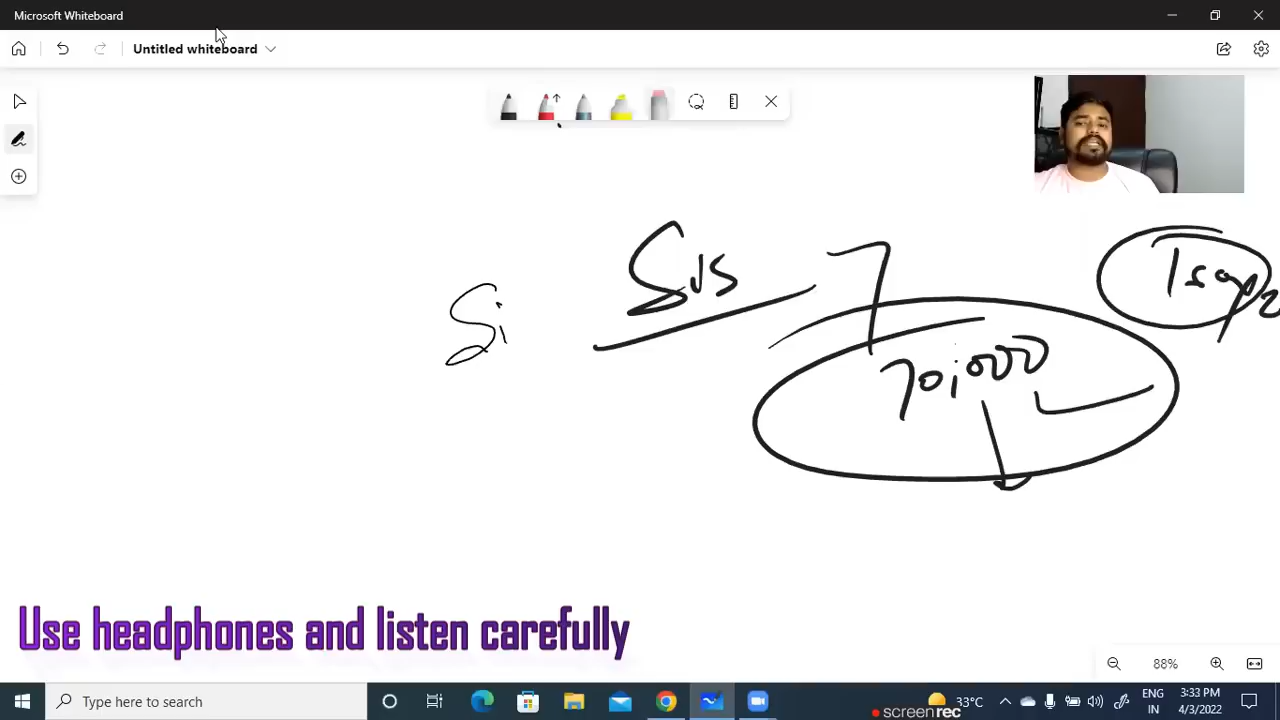 Microsoft Whiteboard
Untitled whiteboard
Si
7
70,000
Use headphones and listen carefully
88%
Type here to search
33°C
ENG
IN
3:33 PM
4/3/2022
screenrec